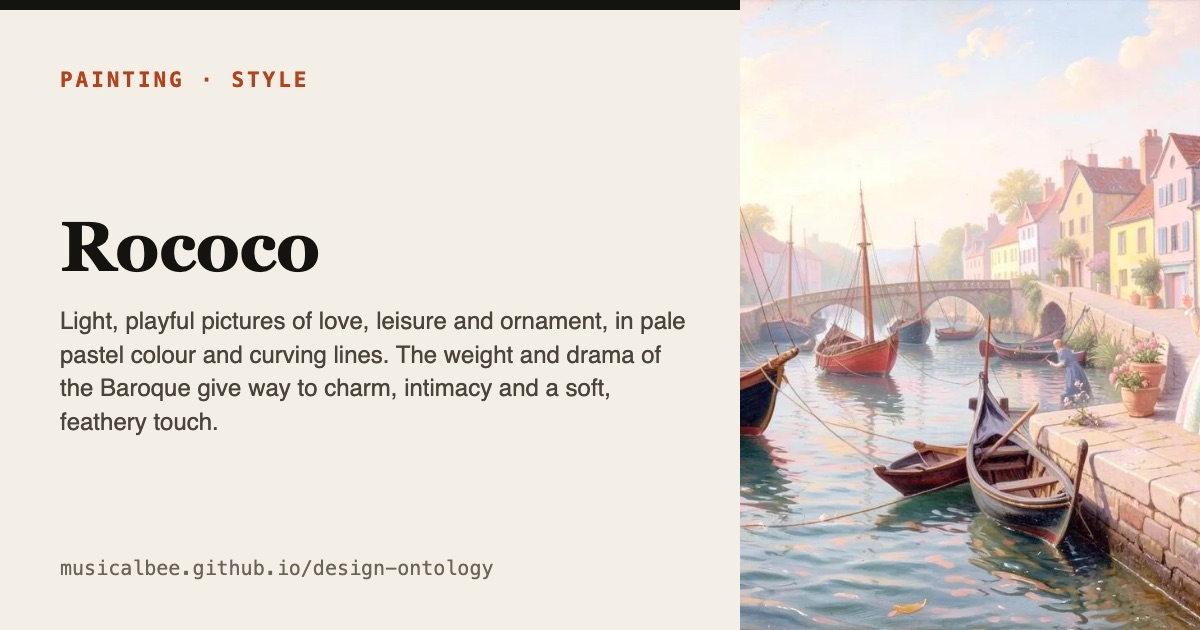 PAINTING · STYLE
Rococo
Light, playful pictures of love, leisure and ornament, in pale
pastel colour and curving lines. The weight and drama of
the Baroque give way to charm, intimacy and a soft,
feathery touch.
musicalbee.github.io/design-ontology